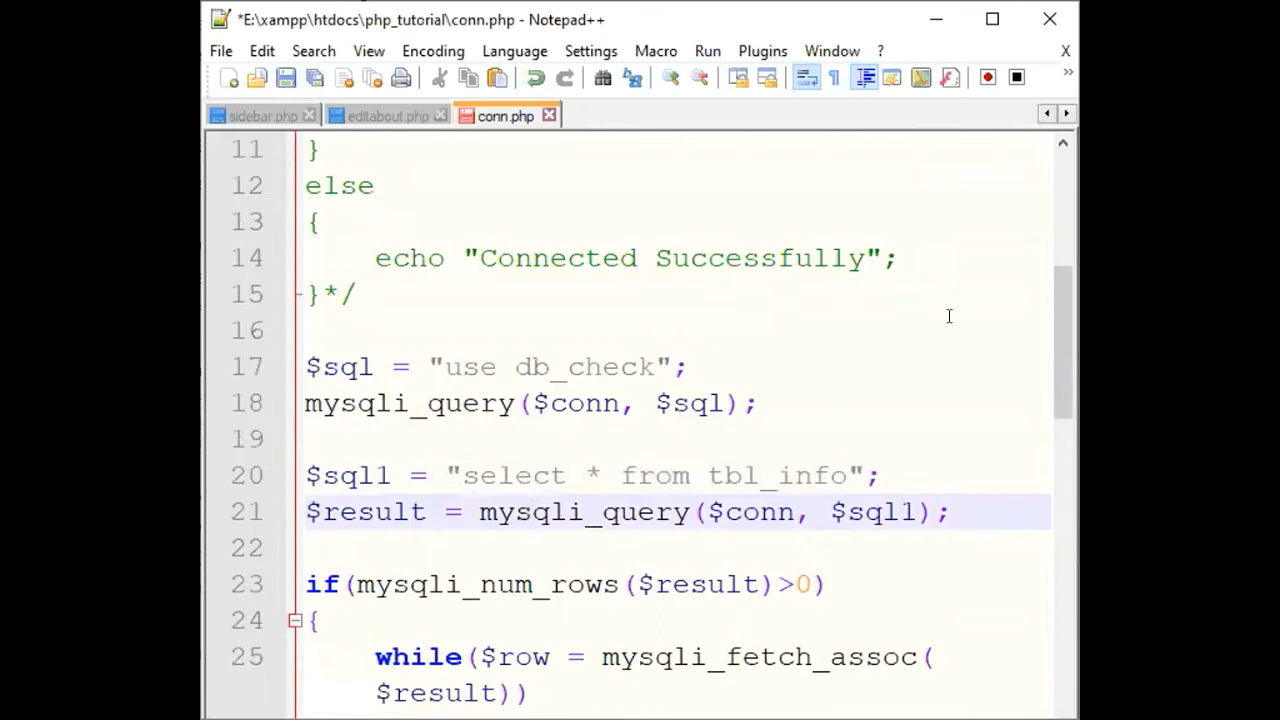 *E:\xampp\htdocs\php_tutorial\conn.php - Notepad++
File Edit Search View Encoding Language Settings Macro Run Plugins Window ? X
sidebar.php editabout.php conn.php
11 }
12 else
13 {
14 echo "Connected Successfully";
15 }*/
16
17 $sql = "use db_check";
18 mysqli_query($conn, $sql);
19
20 $sql1 = "select * from tbl_info";
21 $result = mysqli_query($conn, $sql1);
22
23 if(mysqli_num_rows($result)>0)
24 {
25 while($row = mysqli_fetch_assoc(
$result))